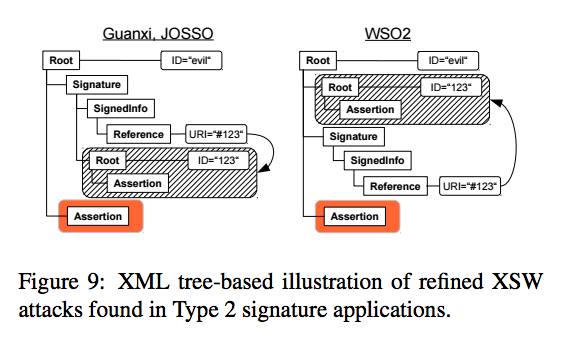 Guanxi, JOSSO
Root
ID="evil"
Signature
SignedInfo
Reference
URI="#123"
Root
ID="123"
Assertion
Assertion
WSO2
Root
ID="evil"
Root
ID="123"
Assertion
Signature
SignedInfo
Reference
URI="#123"
Assertion
Figure 9: XML tree-based illustration of refined XSW
attacks found in Type 2 signature applications.